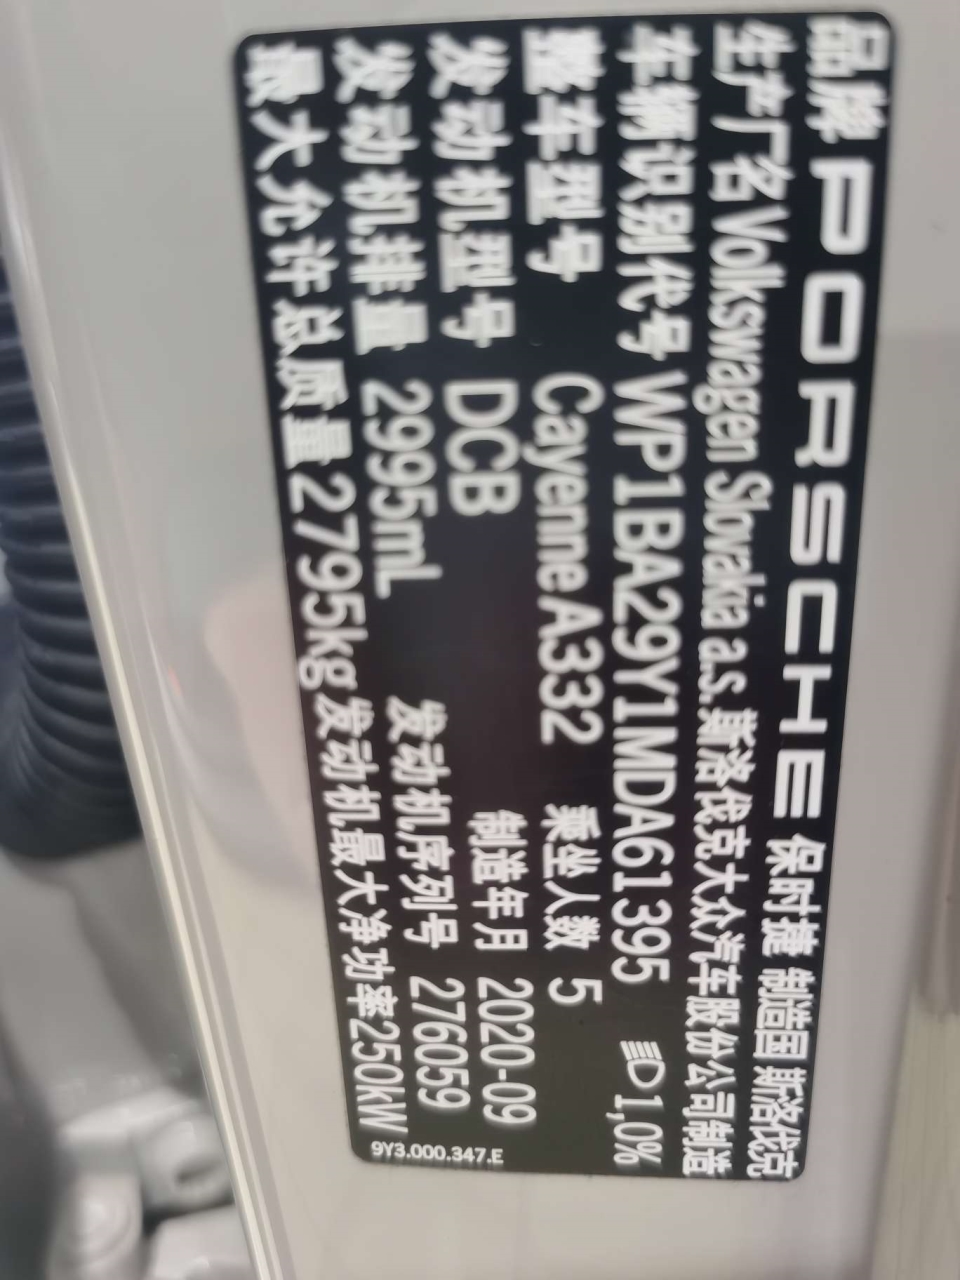 品牌 PORSCHE 保时捷 制造国 斯洛伐克
生产厂名 Volkswagen Slovakia a.s. 斯洛伐克大众汽车股份公司制造
车辆识别代号 WP1BA29Y1MDA61395 1,0%
整车型号 Cayenne A332 乘坐人数 5
发动机型号 DCB 制造年月 2020-09
发动机排量 2995mL 发动机序列号 276059
最大允许总质量 2795kg 发动机最大净功率 250kW
9Y3.000.347.E